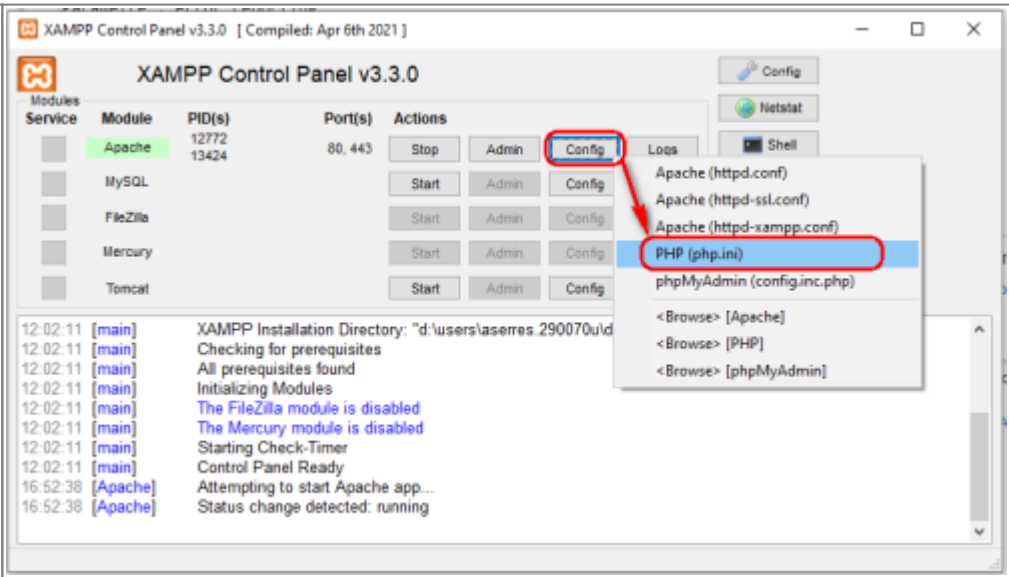 XAMPP Control Panel v3.3.0 [ Compiled: Apr 6th 2021 ]
XAMPP Control Panel v3.3.0
Config
Modules
Netstat
Service Module PID(s) Port(s) Actions
Shell
Apache 12772 80, 443 Stop Admin Config Logs
13424
MySQL Start Admin Config
FileZilla Start Admin Config
Mercury Start Admin Config
Tomcat Start Admin Config
Apache (httpd.conf)
Apache (httpd-ssl.conf)
Apache (httpd-xampp.conf)
PHP (php.ini)
phpMyAdmin (config.inc.php)
<Browse> [Apache]
<Browse> [PHP]
<Browse> [phpMyAdmin]
12:02:11 [main] XAMPP Installation Directory: "d:\users\aserres.290070u\d
12:02:11 [main] Checking for prerequisites
12:02:11 [main] All prerequisites found
12:02:11 [main] Initializing Modules
12:02:11 [main] The FileZilla module is disabled
12:02:11 [main] The Mercury module is disabled
12:02:11 [main] Starting Check-Timer
12:02:11 [main] Control Panel Ready
16:52:38 [Apache] Attempting to start Apache app...
16:52:38 [Apache] Status change detected: running